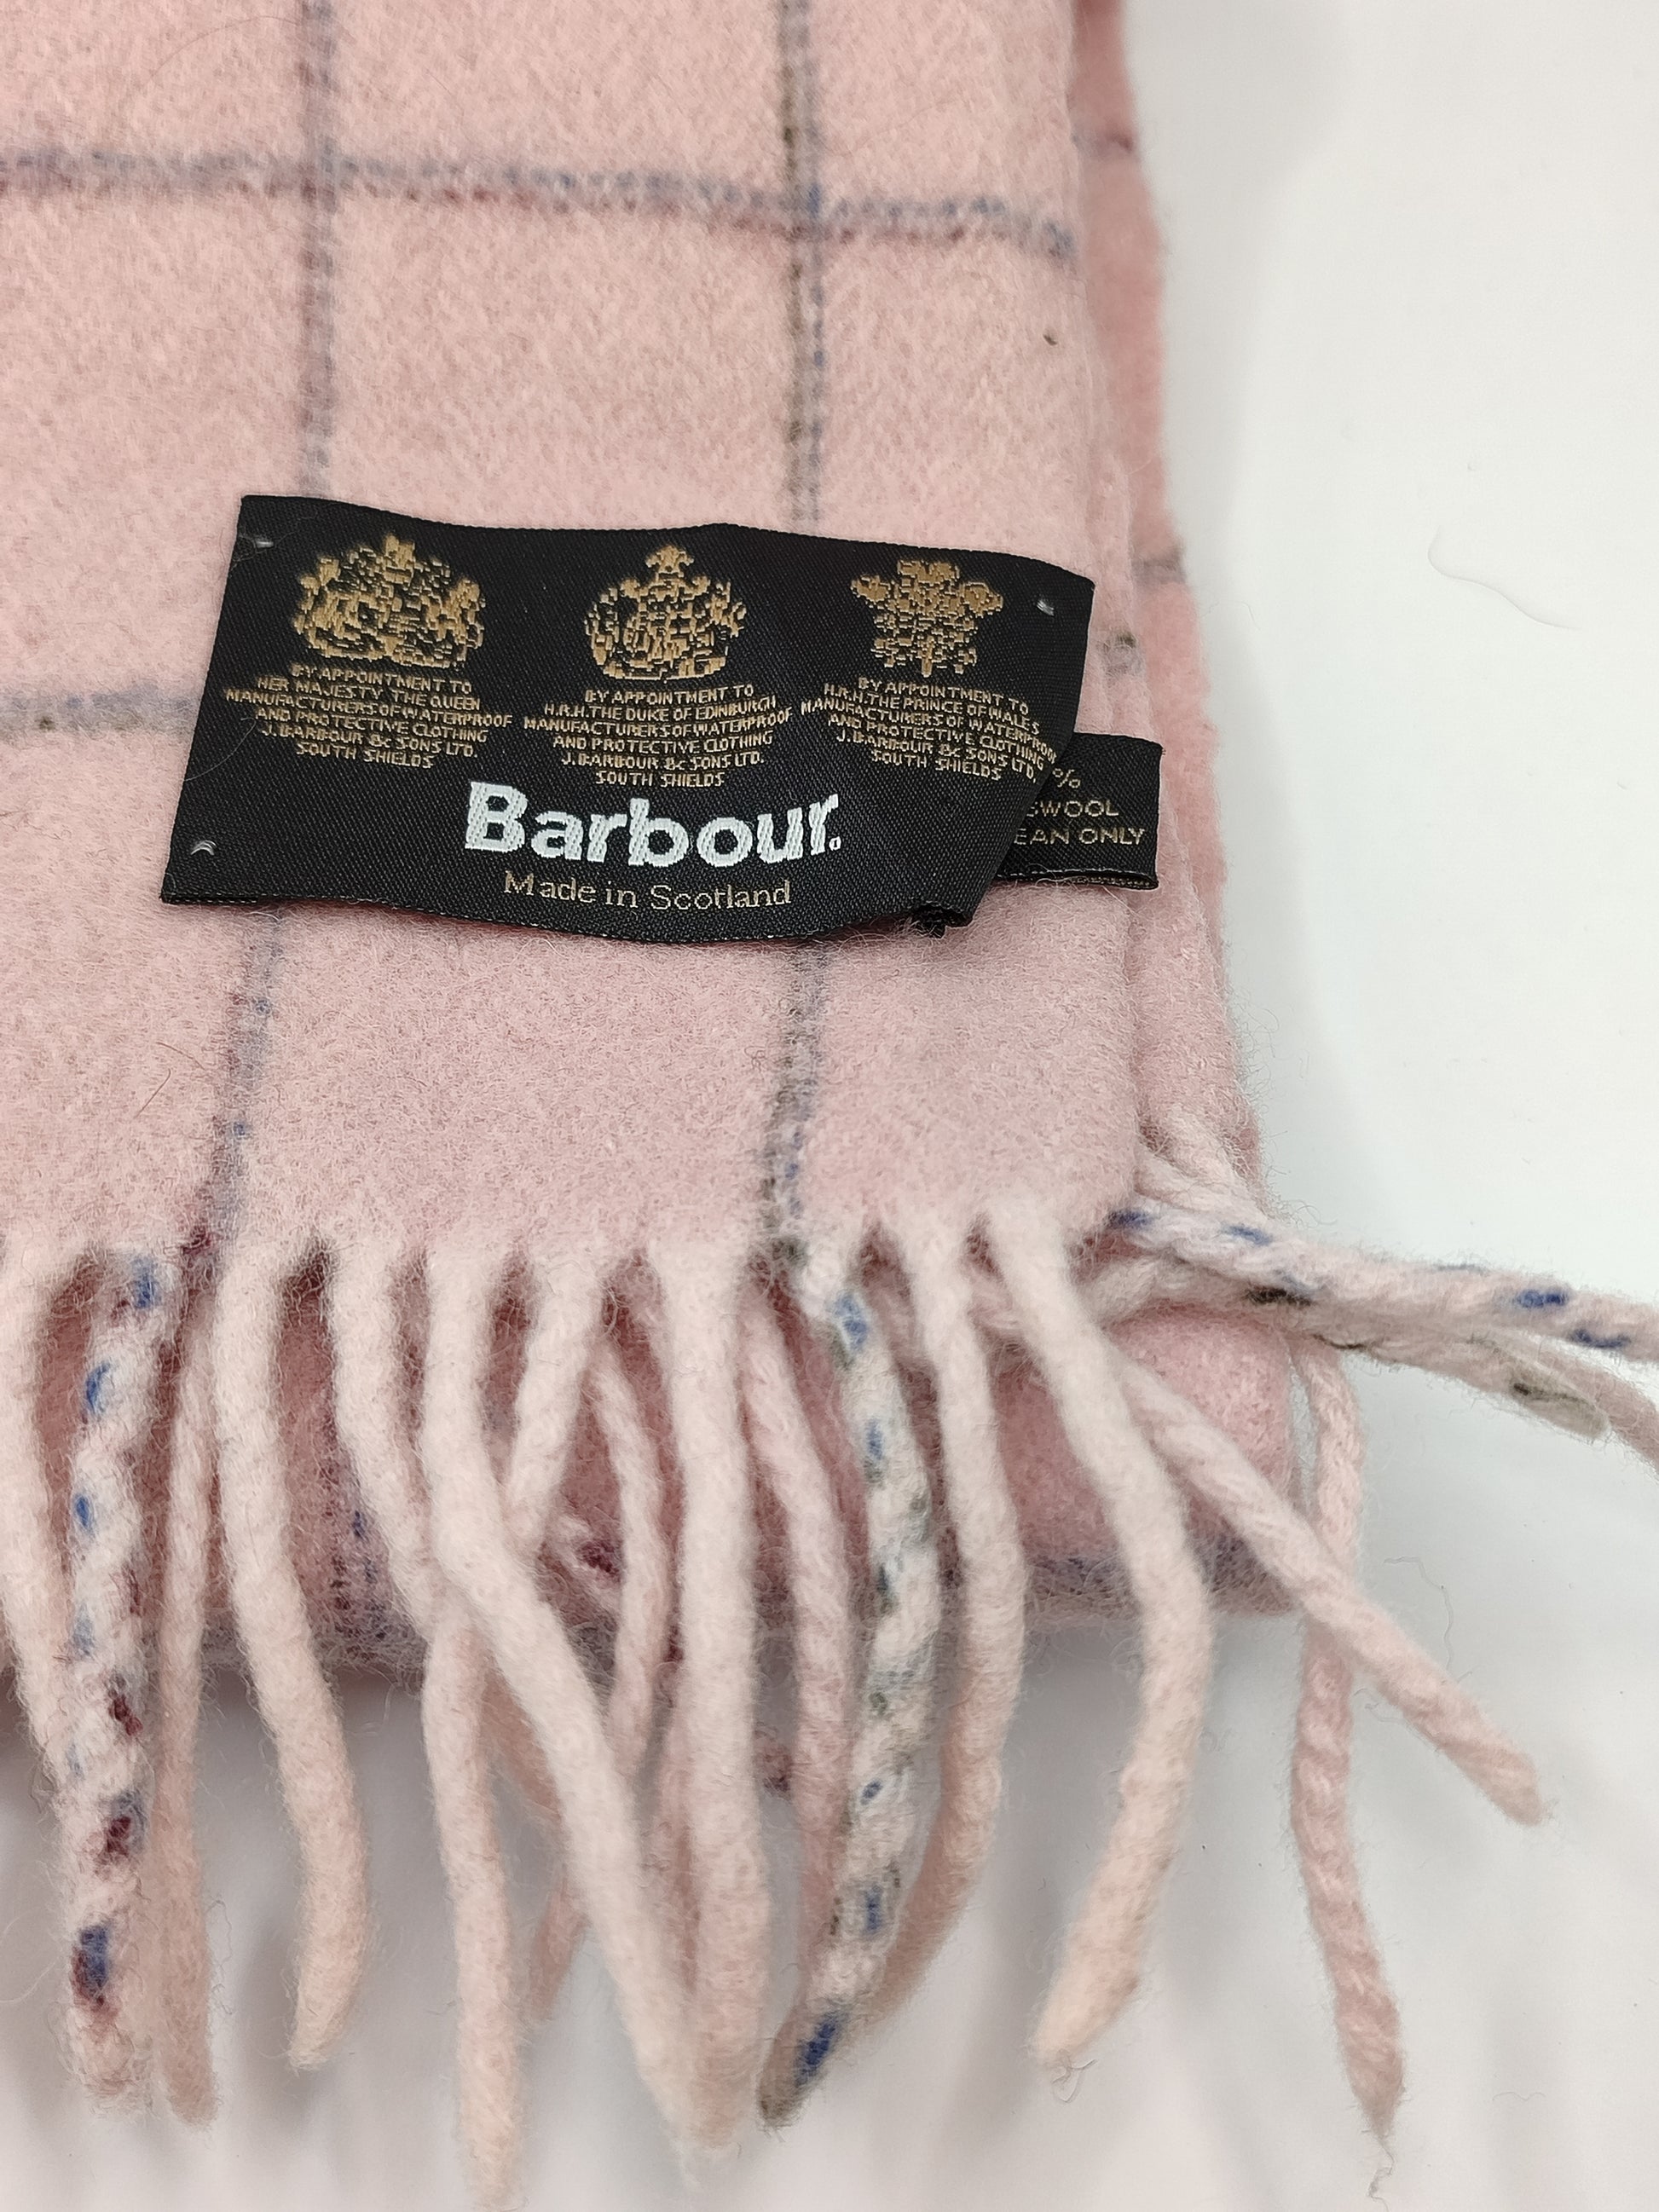 BY APPOINTMENT TO
HER MAJESTY THE QUEEN
MANUFACTURERS OF WATERPROOF
AND PROTECTIVE CLOTHING
J. BARBOUR & SONS LTD.
SOUTH SHIELDS
BY APPOINTMENT TO
H.R.H. THE DUKE OF EDINBURGH
MANUFACTURERS OF WATERPROOF
AND PROTECTIVE CLOTHING
J. BARBOUR & SONS LTD.
SOUTH SHIELDS
BY APPOINTMENT TO
H.R.H. THE PRINCE OF WALES
MANUFACTURERS OF WATERPROOF
AND PROTECTIVE CLOTHING
J. BARBOUR & SONS LTD.
SOUTH SHIELDS
Barbour
Made in Scotland
%
SWOOL
EAN ONLY